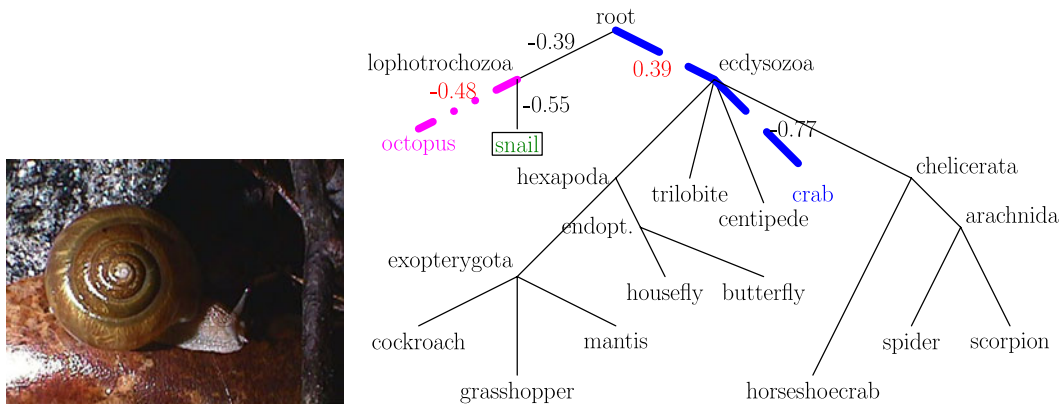 root
-0.39
lophotrochozoa
0.39
ecdysozoa
-0.48
-0.55
-0.77
octopus
snail
hexapoda
trilobite
crab
chelicerata
centipede
arachnida
endopt.
exopterygota
housefly
butterfly
cockroach
mantis
spider
scorpion
grasshopper
horseshoecrab